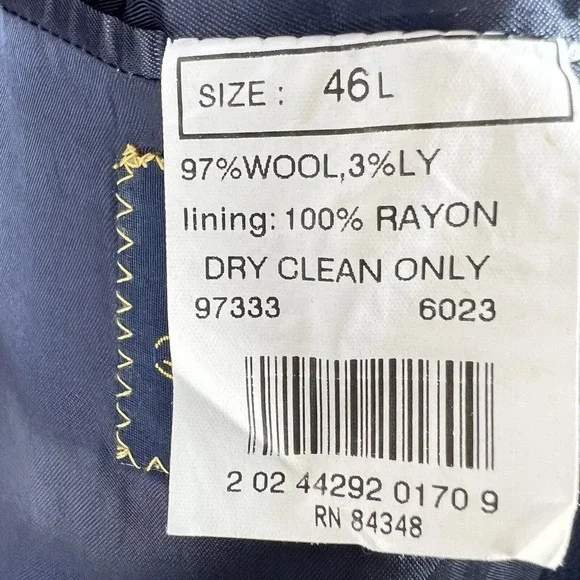 SIZE : 46L
97%WOOL,3%LY
lining: 100% RAYON
DRY CLEAN ONLY
97333 6023
2 02 44292 0170 9
RN 84348